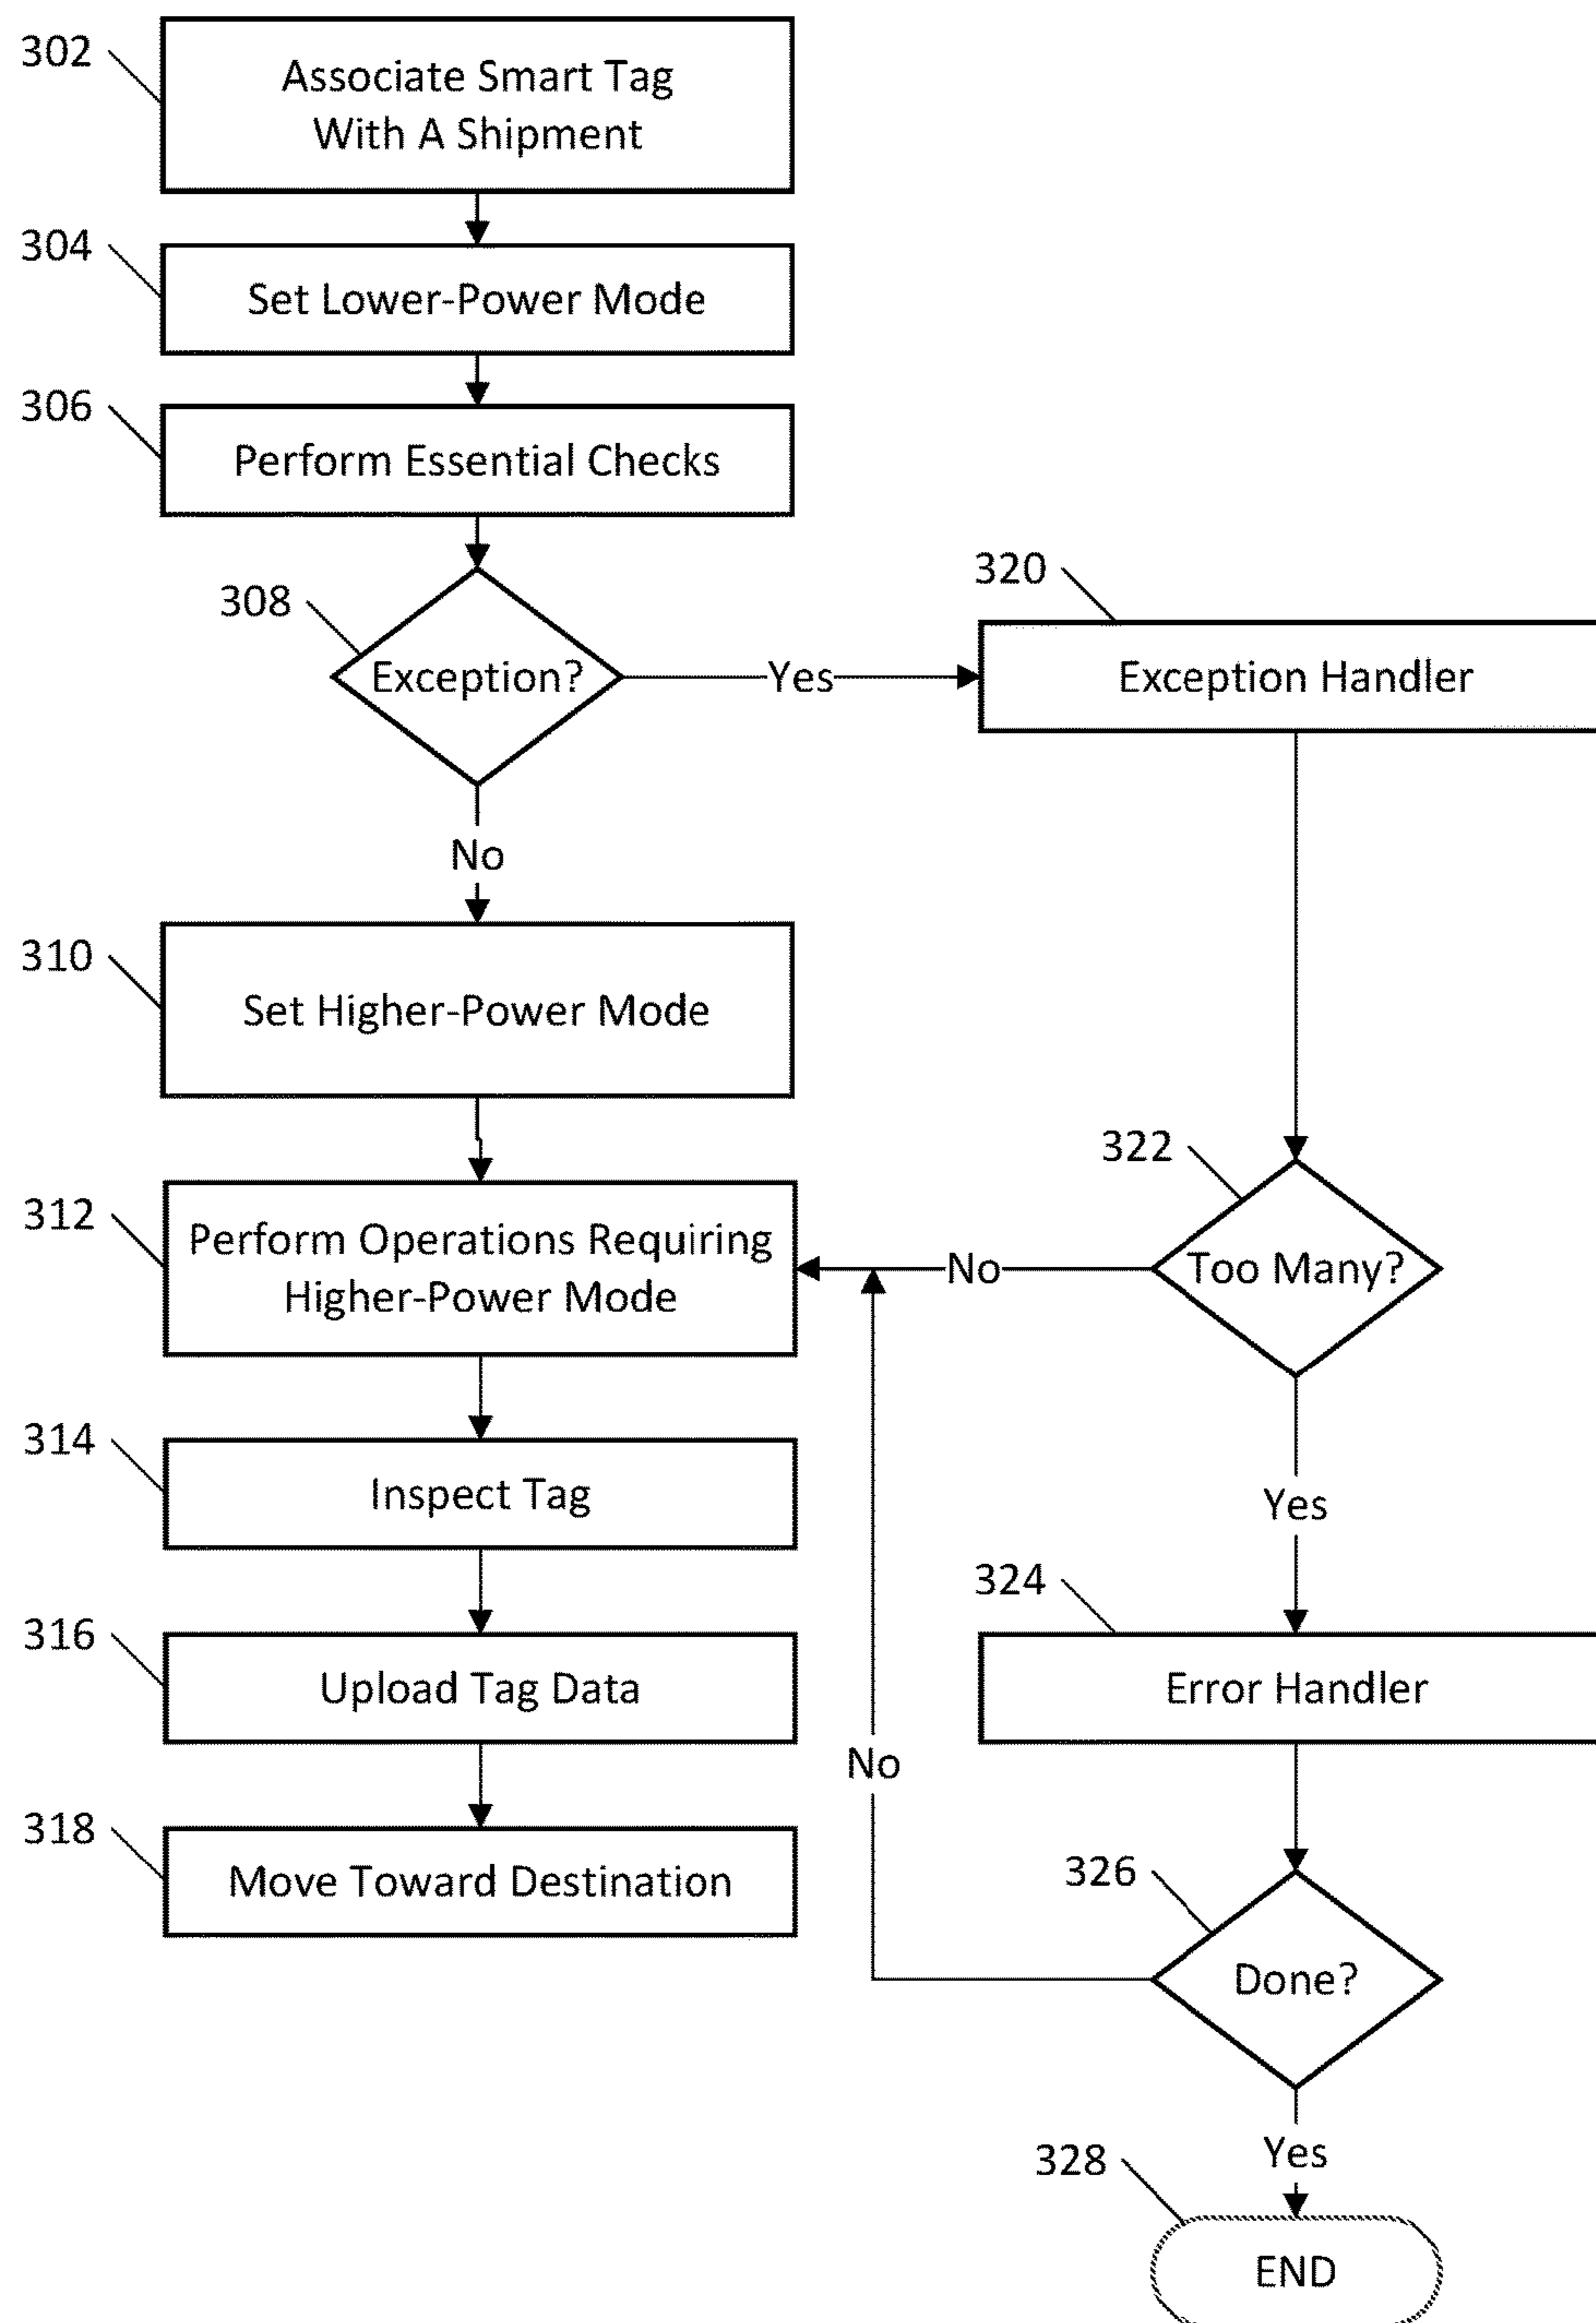 302
Associate Smart Tag
With A Shipment
304
Set Lower-Power Mode
306
Perform Essential Checks
308
Exception?
Yes
320
Exception Handler
No
310
Set Higher-Power Mode
312
Perform Operations Requiring
Higher-Power Mode
No
322
Too Many?
314
Inspect Tag
Yes
316
Upload Tag Data
324
Error Handler
No
318
Move Toward Destination
326
Done?
Yes
328
END